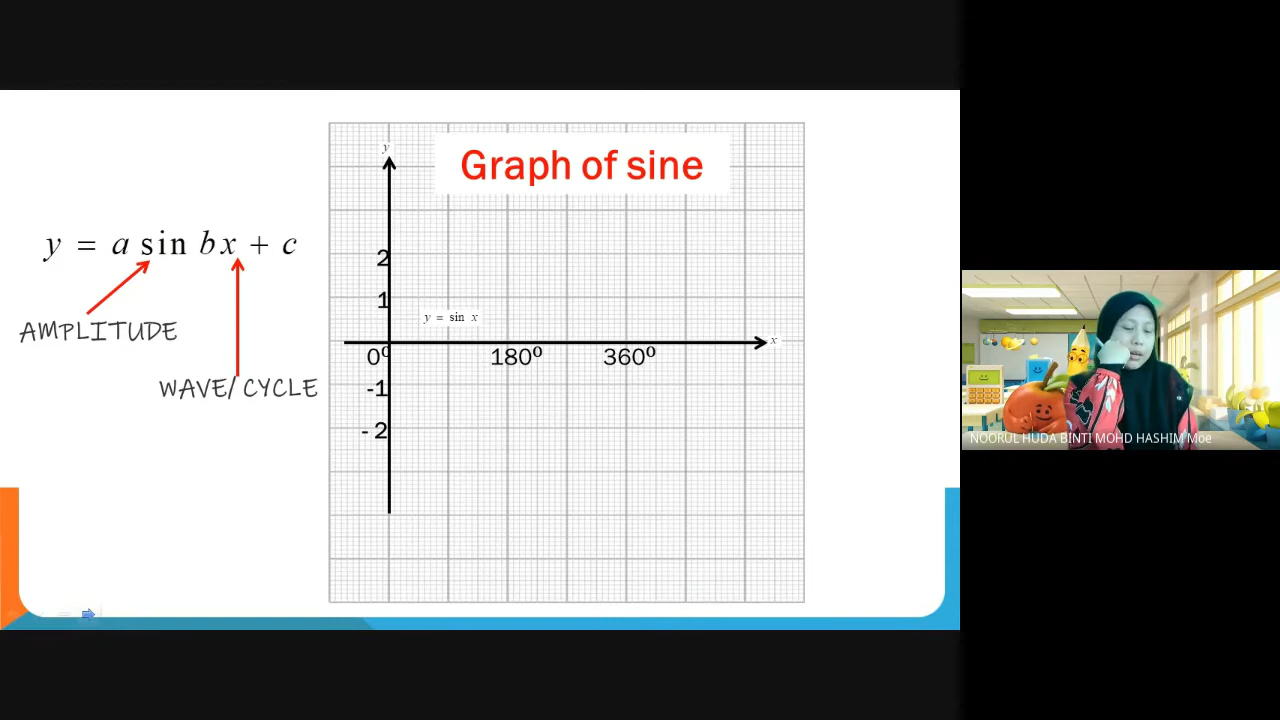 Graph of sine
y = a sin bx + c
AMPLITUDE
WAVE/ CYCLE
y
2
1
y = sin x
x
0⁰ 180⁰ 360⁰
-1
- 2
NOORUL HUDA BINTI MOHD HASHIM Moe